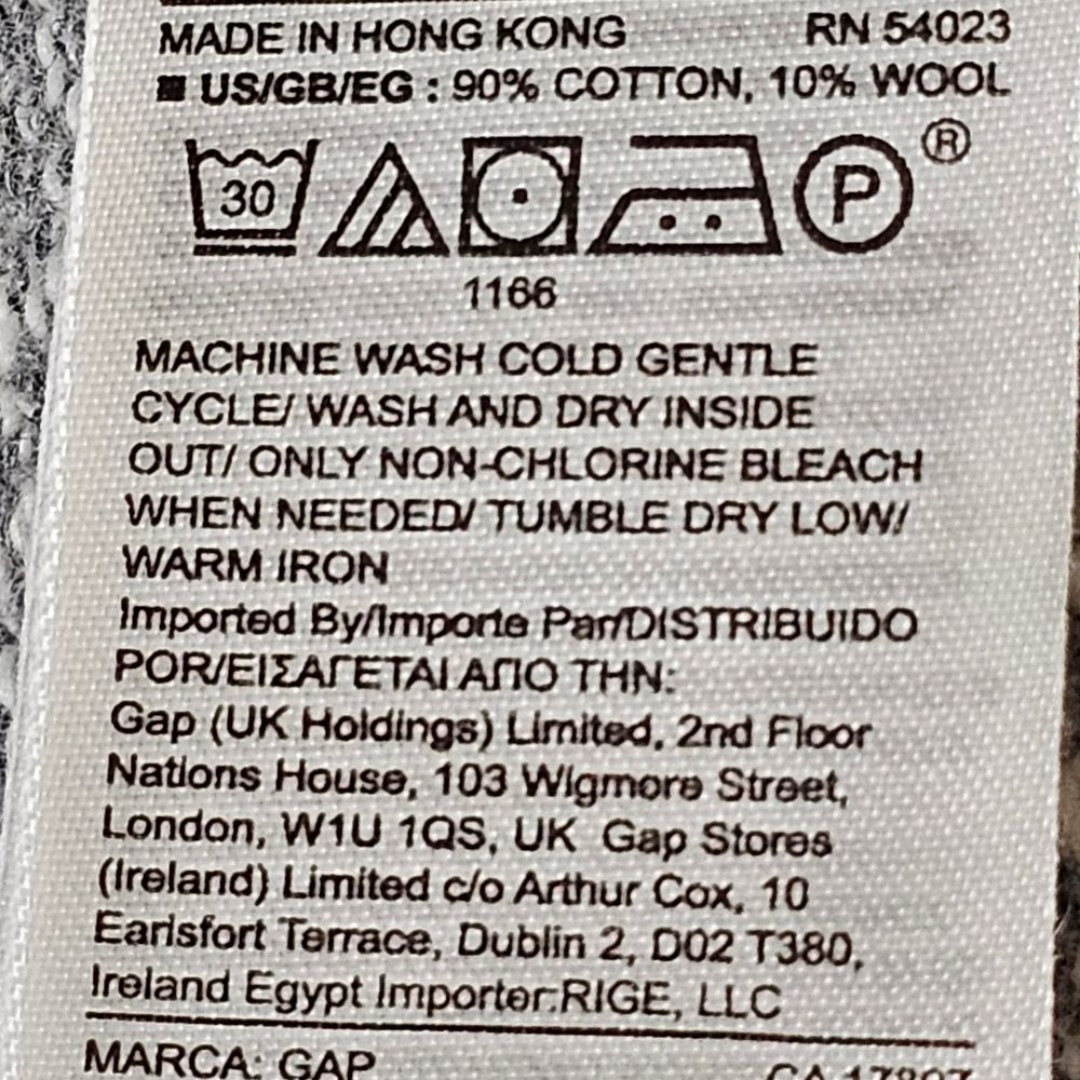 MADE IN HONG KONG RN 54023
■ US/GB/EG : 90% COTTON, 10% WOOL
30 P ®
1166
MACHINE WASH COLD GENTLE
CYCLE/ WASH AND DRY INSIDE
OUT/ ONLY NON-CHLORINE BLEACH
WHEN NEEDED/ TUMBLE DRY LOW/
WARM IRON
Imported By/Importe Par/DISTRIBUIDO
POR/ΕΙΣΑΓΕΤΑΙ ΑΠΟ ΤΗΝ:
Gap (UK Holdings) Limited, 2nd Floor
Nations House, 103 Wigmore Street,
London, W1U 1QS, UK Gap Stores
(Ireland) Limited c/o Arthur Cox, 10
Earlsfort Terrace, Dublin 2, D02 T380,
Ireland Egypt Importer:RIGE, LLC
MARCA: GAP CA